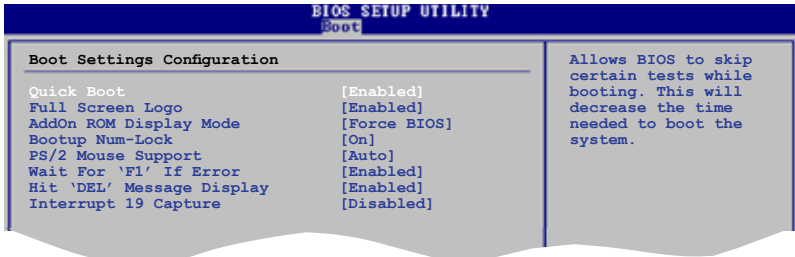 BIOS SETUP UTILITY
Boot
Boot Settings Configuration
Quick Boot [Enabled]
Full Screen Logo [Enabled]
AddOn ROM Display Mode [Force BIOS]
Bootup Num-Lock [On]
PS/2 Mouse Support [Auto]
Wait For ‘F1’ If Error [Enabled]
Hit ‘DEL’ Message Display [Enabled]
Interrupt 19 Capture [Disabled]
Allows BIOS to skip
certain tests while
booting. This will
decrease the time
needed to boot the
system.